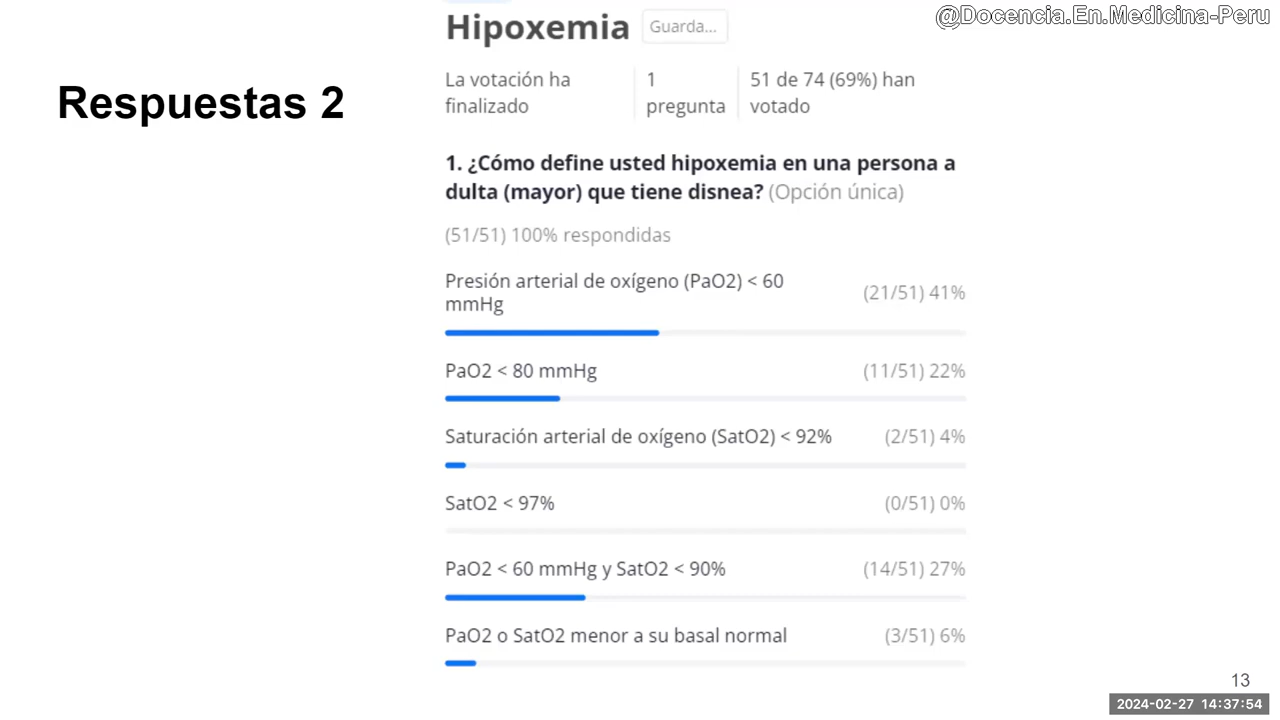 @Docencia.En.Medicina-Peru
Hipoxemia
Guarda...
Respuestas 2
La votación ha
finalizado
1
pregunta
51 de 74 (69%) han
votado
1. ¿Cómo define usted hipoxemia en una persona a
dulta (mayor) que tiene disnea? (Opción única)
(51/51) 100% respondidas
Presión arterial de oxígeno (PaO2) < 60
mmHg
(21/51) 41%
PaO2 < 80 mmHg
(11/51) 22%
Saturación arterial de oxígeno (SatO2) < 92%
(2/51) 4%
SatO2 < 97%
(0/51) 0%
PaO2 < 60 mmHg y SatO2 < 90%
(14/51) 27%
PaO2 o SatO2 menor a su basal normal
(3/51) 6%
13
2024-02-27 14:37:54